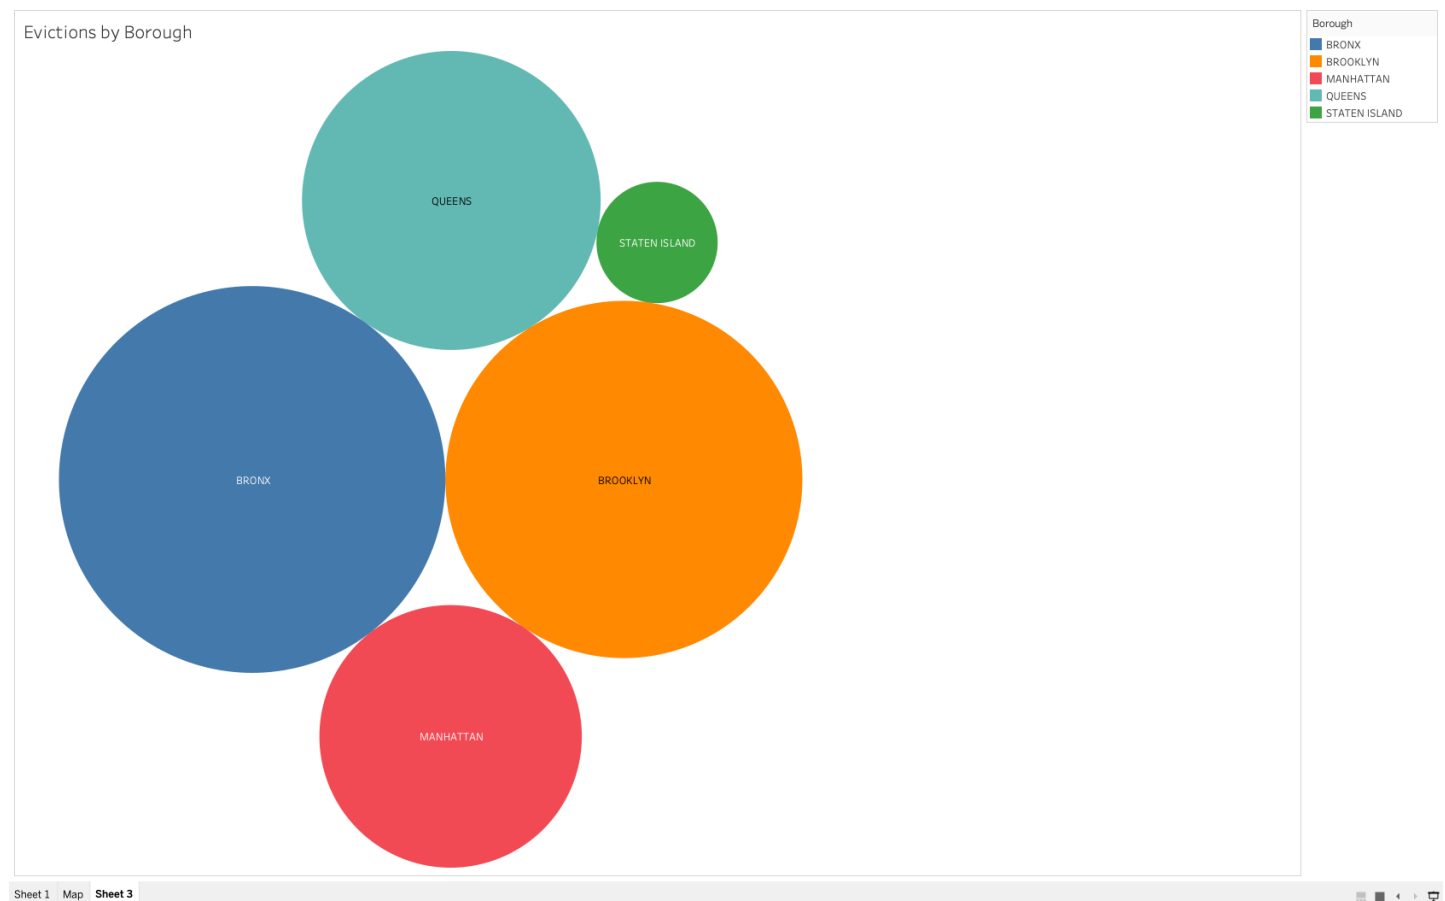 Evictions by Borough
Borough
BRONX
BROOKLYN
MANHATTAN
QUEENS
STATEN ISLAND
QUEENS
STATEN ISLAND
BRONX
BROOKLYN
MANHATTAN
Sheet 1 Map Sheet 3